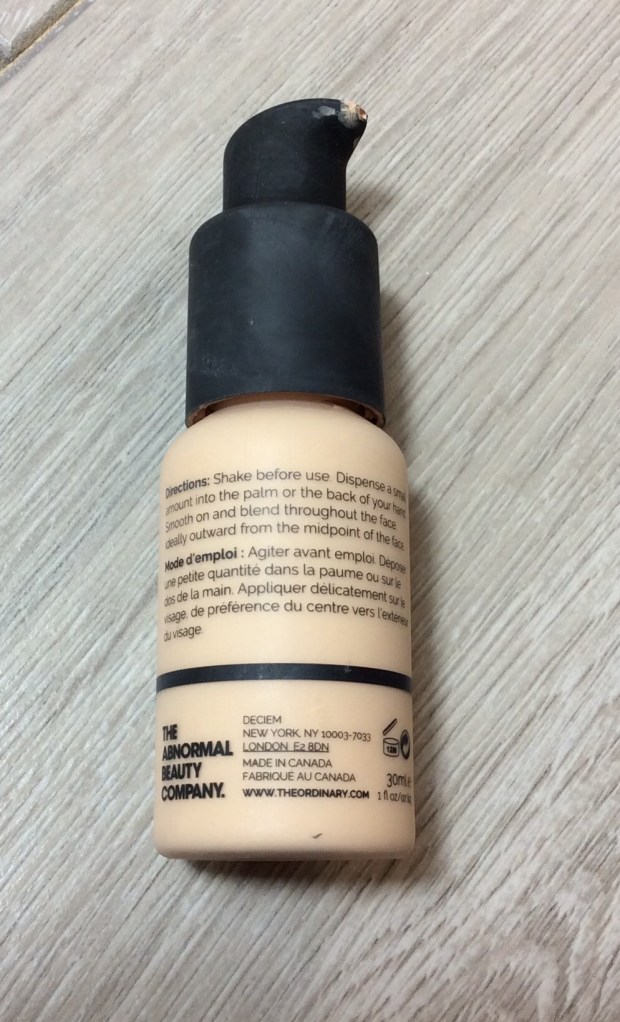 Directions: Shake before use. Dispense a small
amount into the palm or the back of your hand.
Smooth on and blend throughout the face
ideally outward from the midpoint of the face.
Mode d'emploi : Agiter avant emploi. Déposer
une petite quantité dans la paume ou sur le
dos de la main. Appliquer délicatement sur le
visage, de préférence du centre vers l'extérieur
du visage.
THE
ABNORMAL
BEAUTY
COMPANY.
DECIEM
NEW YORK, NY 10003-7033
LONDON E2 8DN
MADE IN CANADA
FABRIQUÉ AU CANADA
WWW.THEORDINARY.COM
12M
30ml e
1 fl oz/on liq